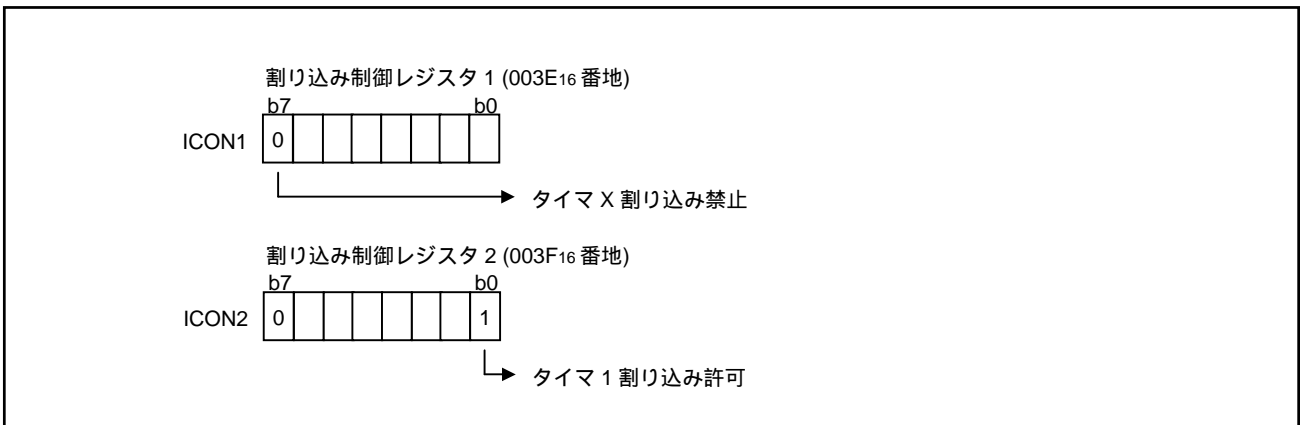 割り込み制御レジスタ 1 (003E16 番地)
b7 b0
ICON1 0
タイマ X 割り込み禁止
割り込み制御レジスタ 2 (003F16 番地)
b7 b0
ICON2 0 1
タイマ 1 割り込み許可